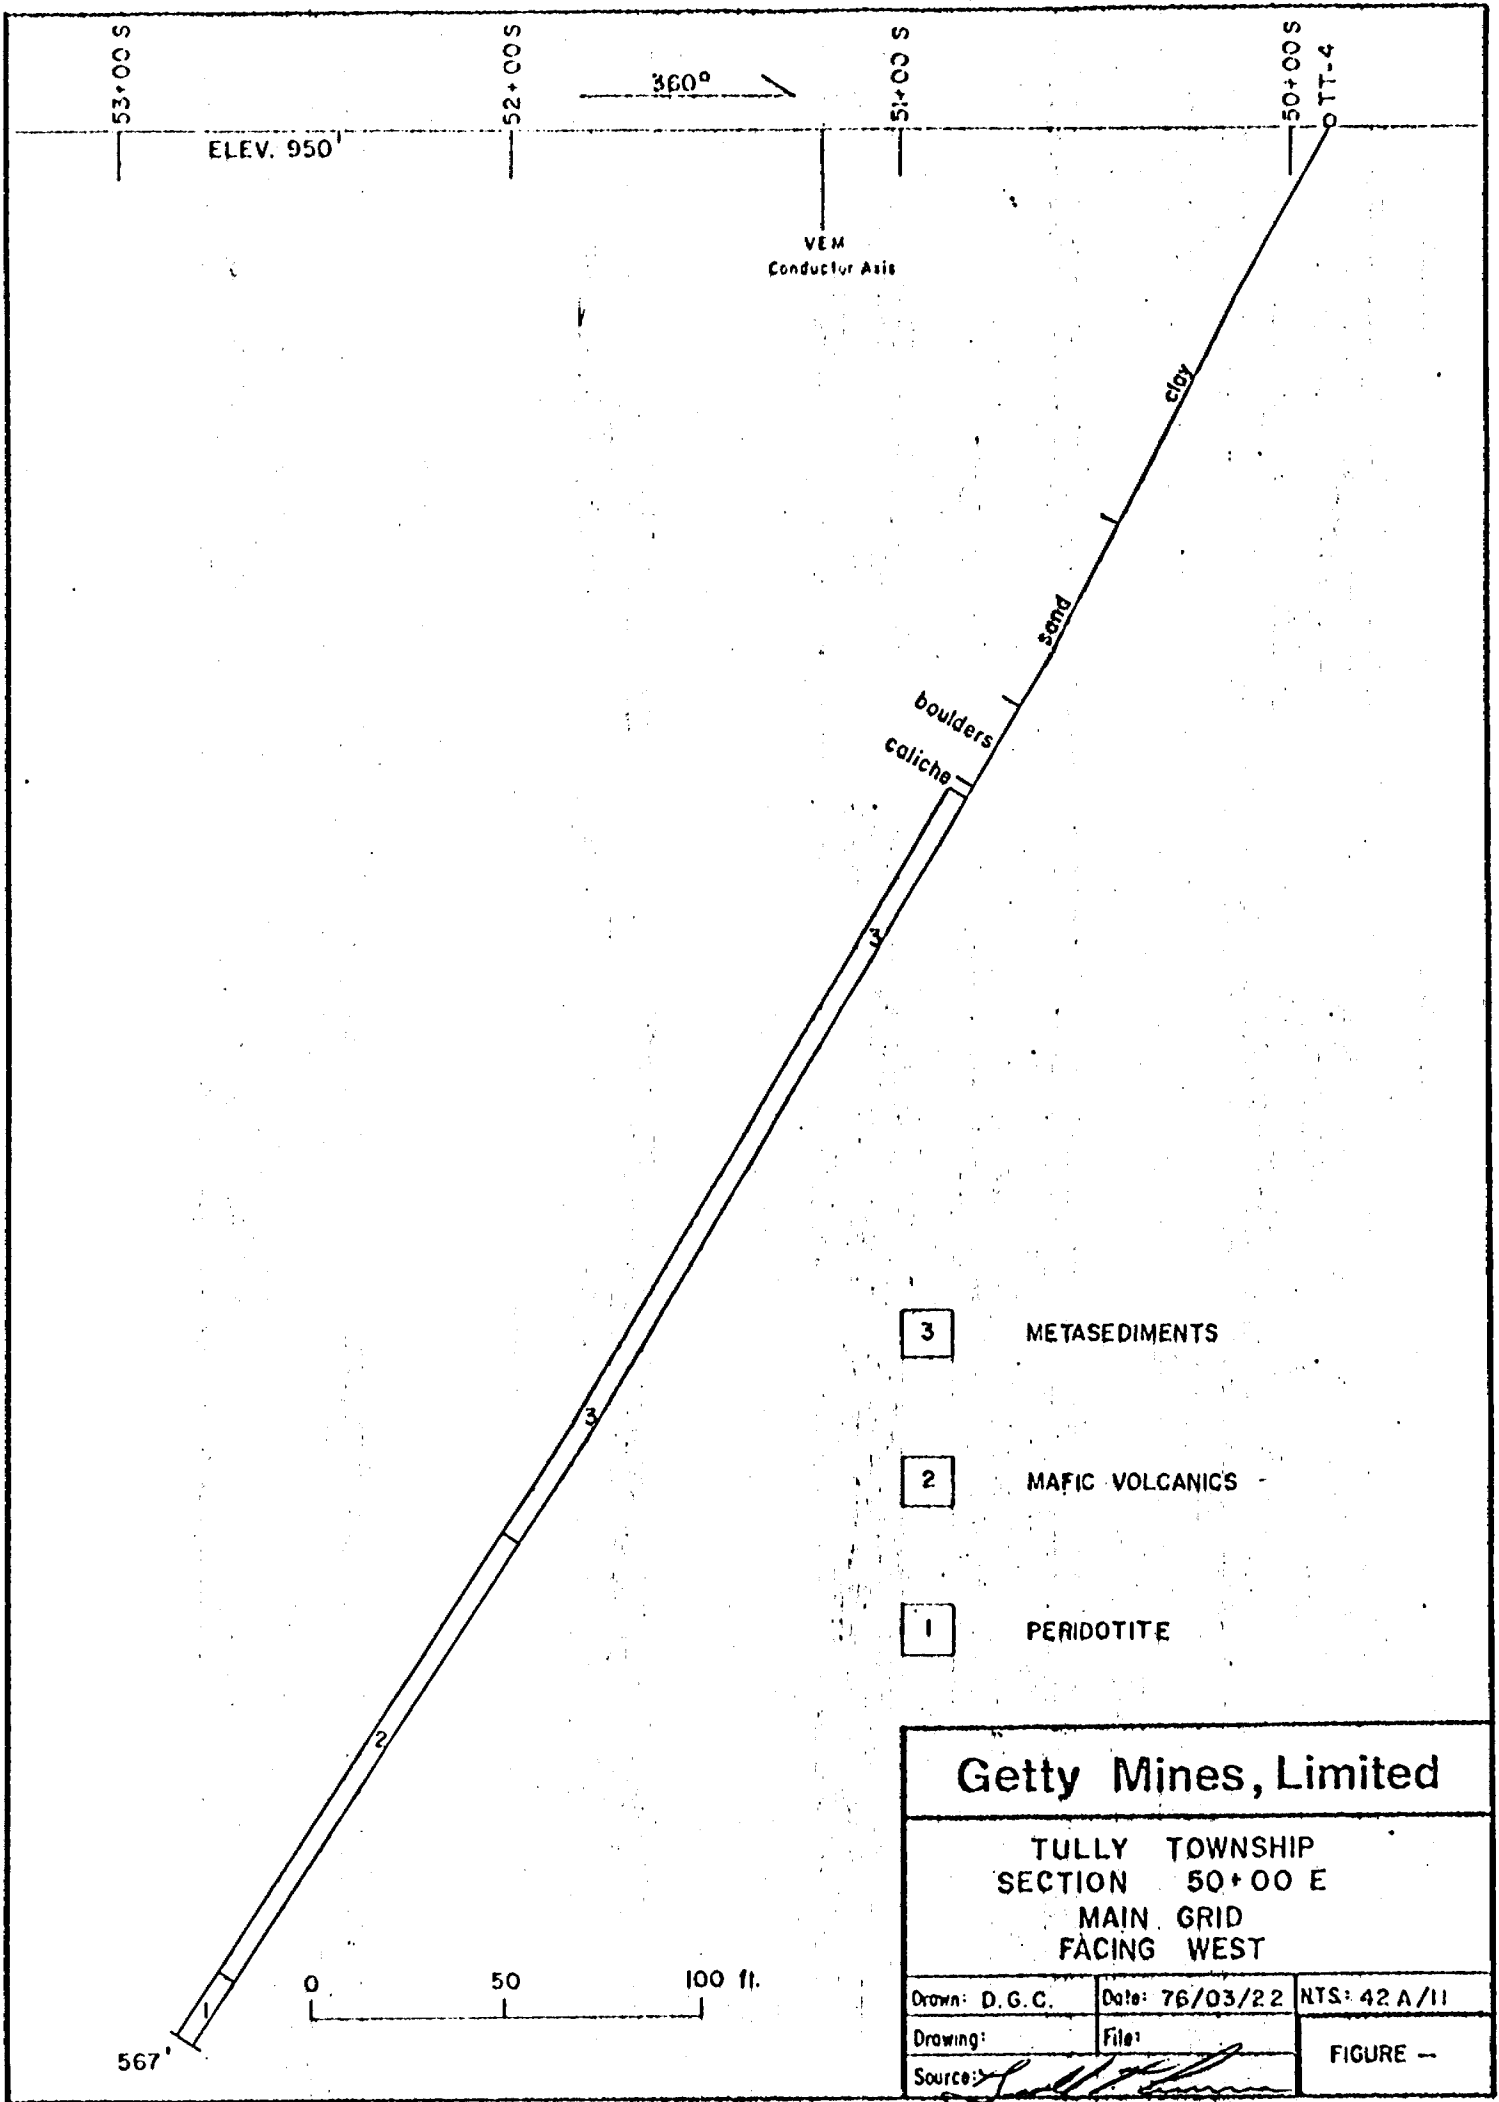 53+00 S
52+00 S
360°
51+00 S
50+00 S
TT-4
ELEV. 950'
VEM
Conductor Axis
clay
sand
boulders
caliche
3
3
2
1
567'
3 METASEDIMENTS
2 MAFIC VOLCANICS
1 PERIDOTITE
0 50 100 ft.
Getty Mines, Limited
TULLY TOWNSHIP
SECTION 50+00 E
MAIN GRID
FACING WEST
Drawn: D.G.C. Date: 76/03/22 N.T.S.: 42 A/11
Drawing: File:
FIGURE —
Source: